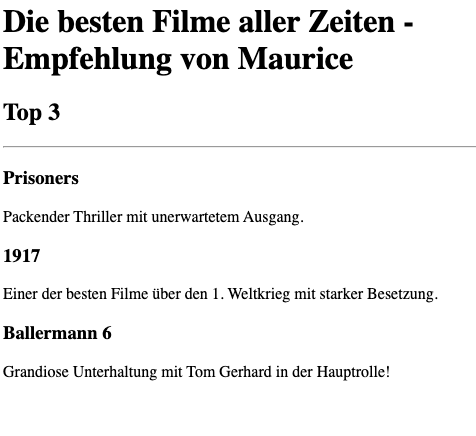 Die besten Filme aller Zeiten -
Empfehlung von Maurice
Top 3
Prisoners
Packender Thriller mit unerwartetem Ausgang.
1917
Einer der besten Filme über den 1. Weltkrieg mit starker Besetzung.
Ballermann 6
Grandiose Unterhaltung mit Tom Gerhard in der Hauptrolle!